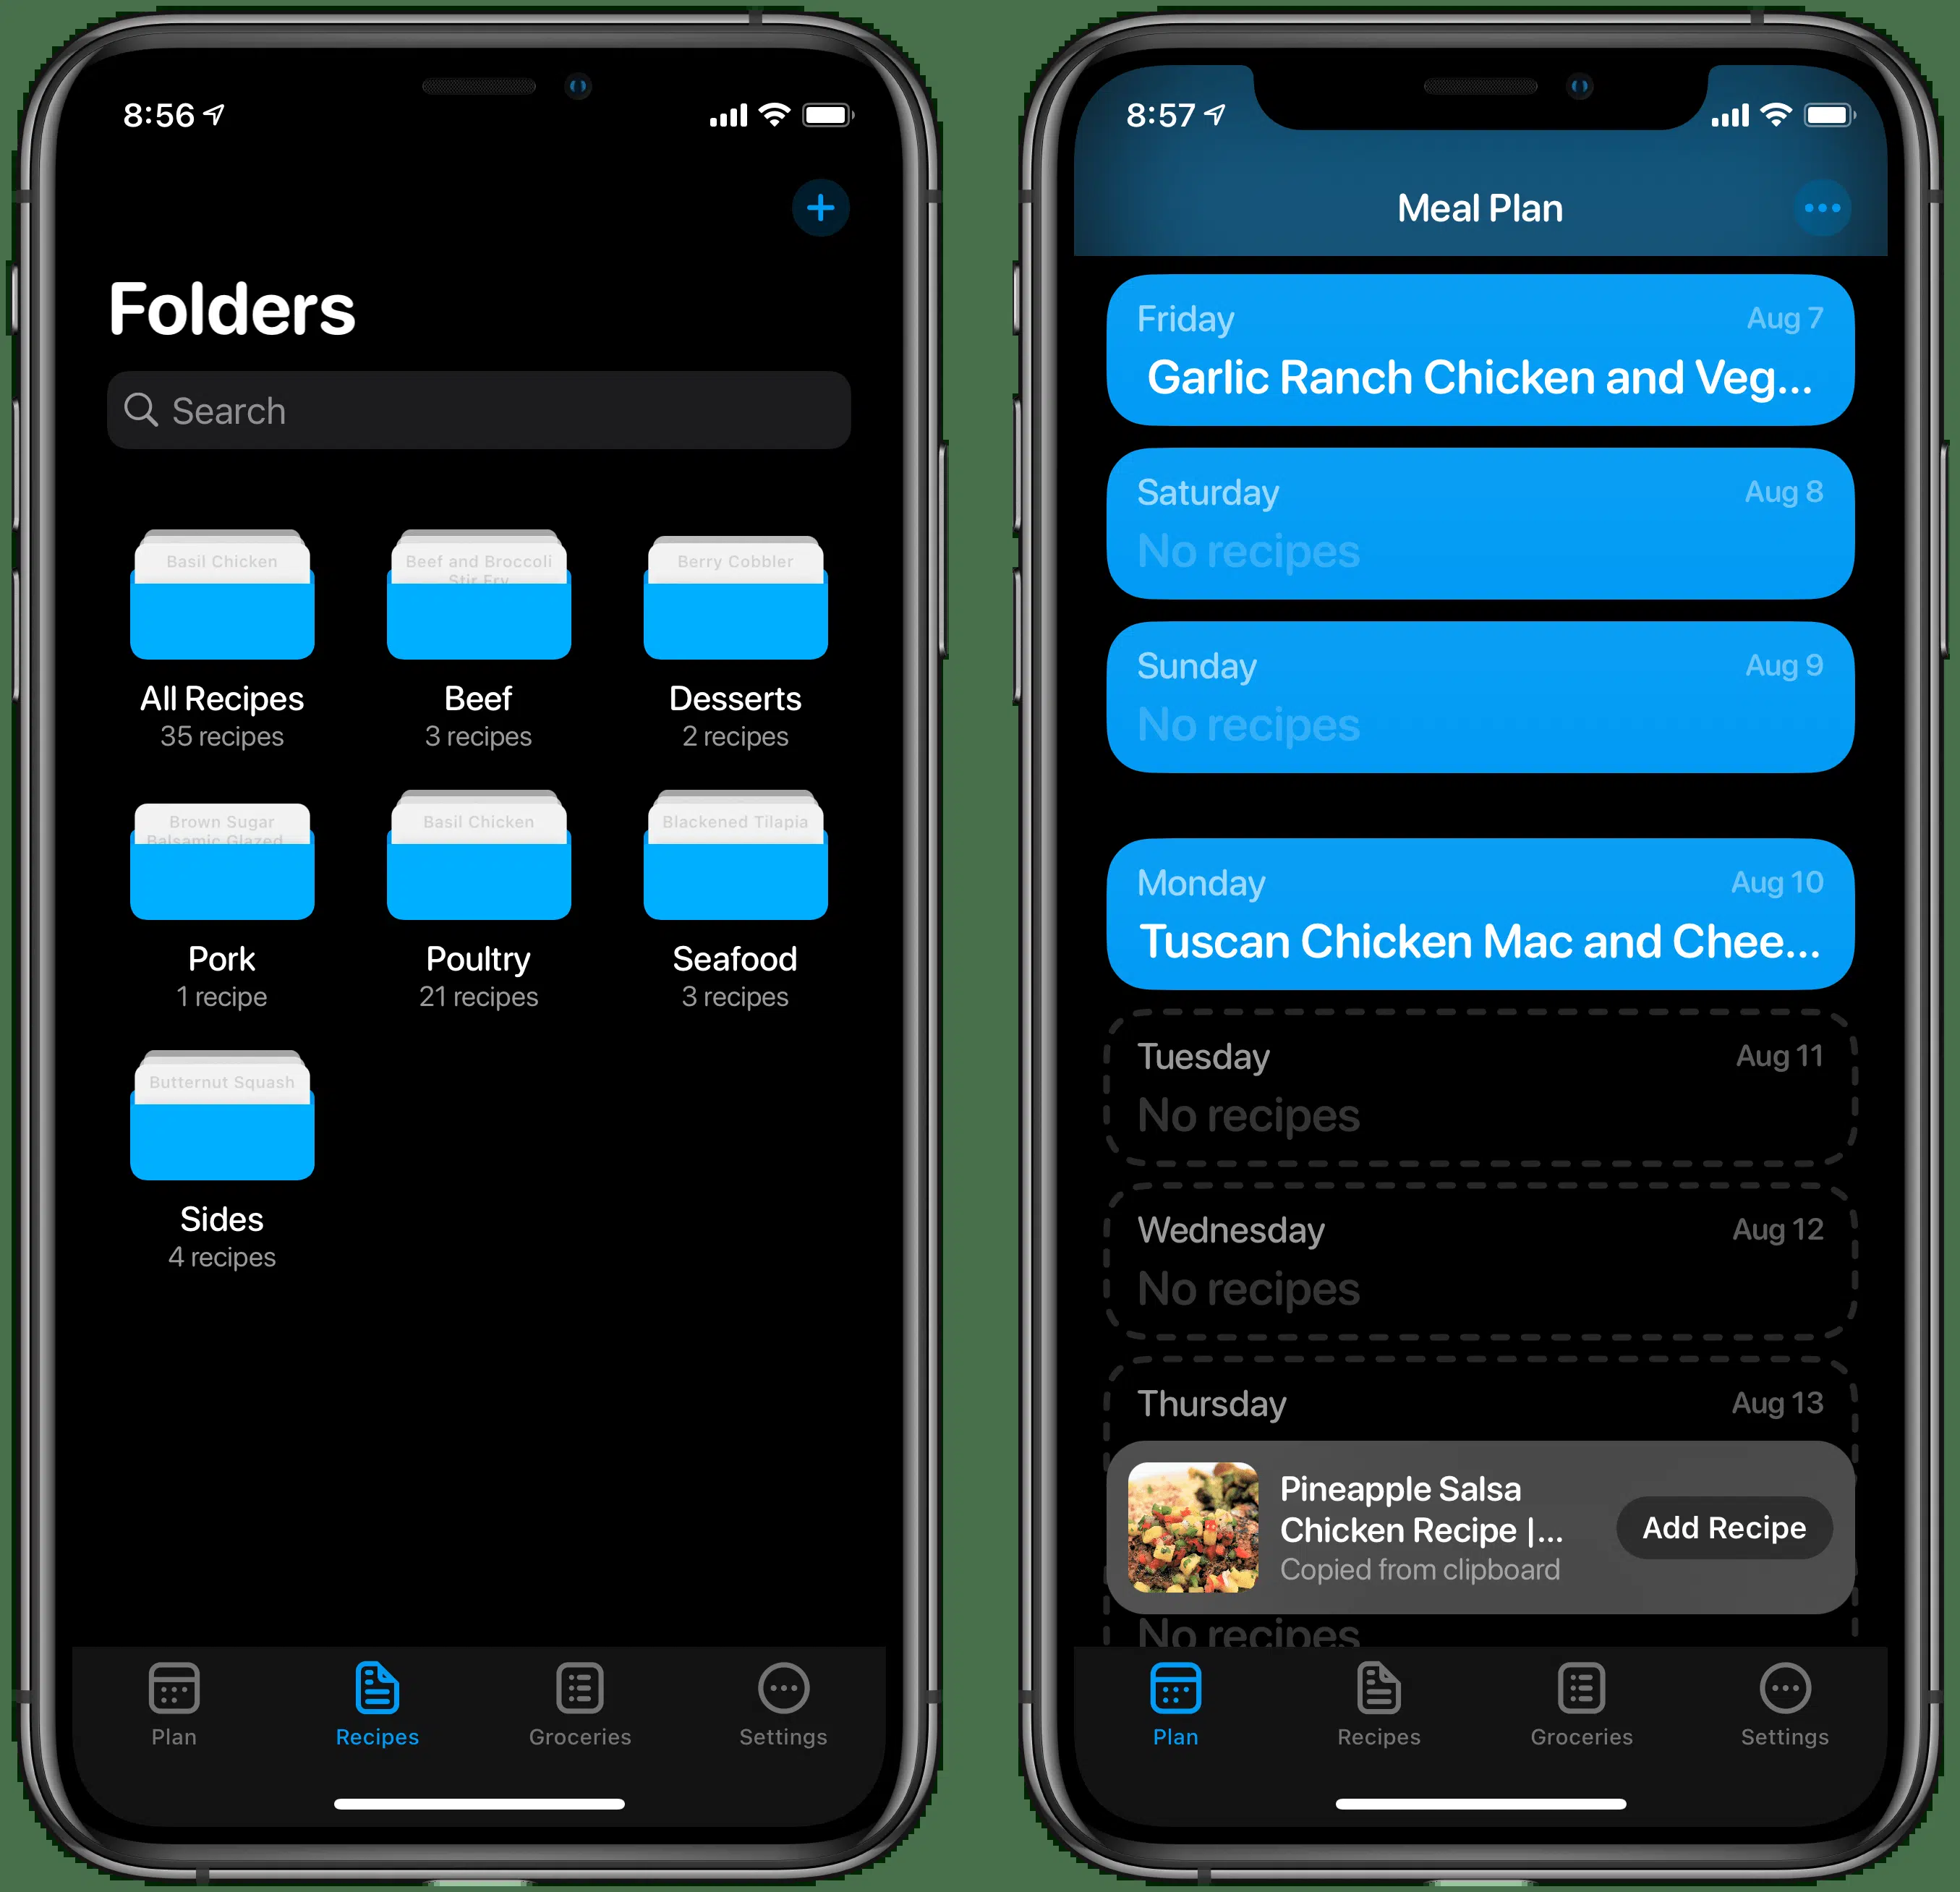 8:56
Folders
Search
Basil Chicken
Beef and Broccoli
Stir Fry
Berry Cobbler
All Recipes
35 recipes
Beef
3 recipes
Desserts
2 recipes
Brown Sugar
Balsamic Glazed
Basil Chicken
Blackened Tilapia
Pork
1 recipe
Poultry
21 recipes
Seafood
3 recipes
Butternut Squash
Sides
4 recipes
Plan
Recipes
Groceries
Settings
8:57
Meal Plan
Friday
Aug 7
Garlic Ranch Chicken and Veg...
Saturday
Aug 8
No recipes
Sunday
Aug 9
No recipes
Monday
Aug 10
Tuscan Chicken Mac and Chee...
Tuesday
Aug 11
No recipes
Wednesday
Aug 12
No recipes
Thursday
Aug 13
Pineapple Salsa
Chicken Recipe |...
Copied from clipboard
Add Recipe
No recipes
Plan
Recipes
Groceries
Settings